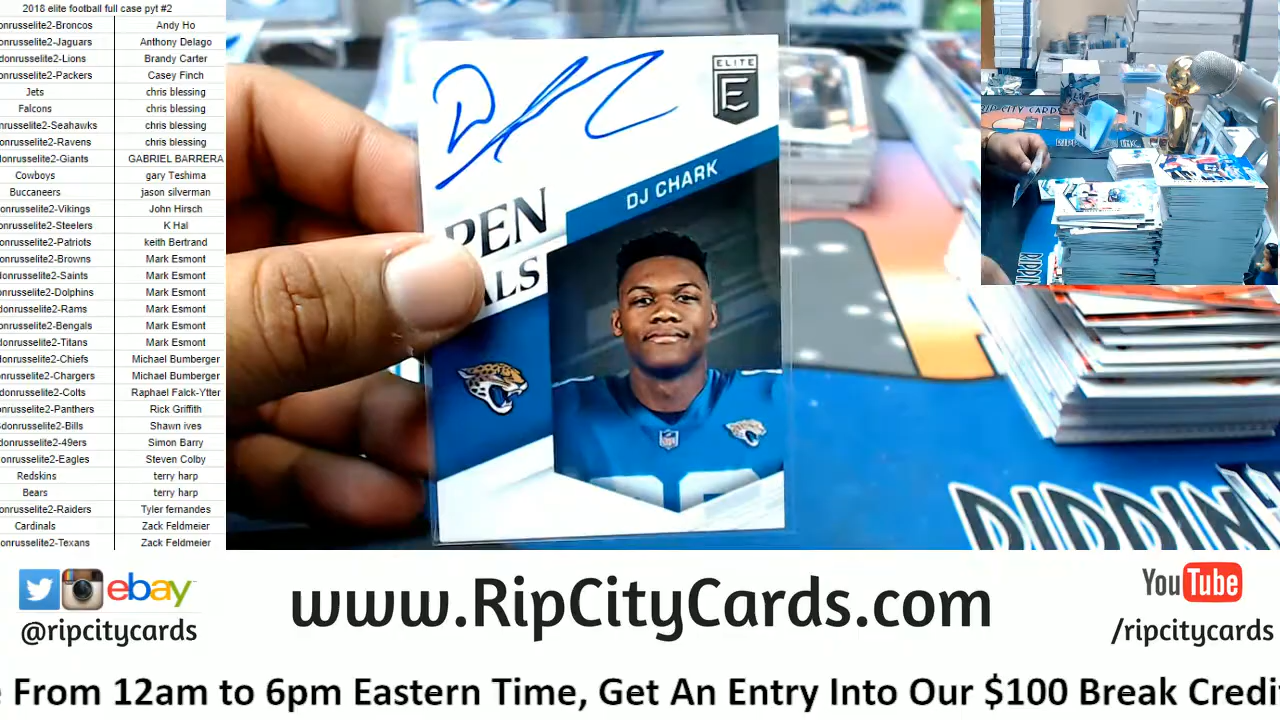 2018 elite football full case pyt #2
onrusselite2-Broncos Andy Ho
onrusselite2-Jaguars Anthony Delago
donrusselite2-Lions Brandy Carter
onrusselite2-Packers Casey Finch
Jets chris blessing
Falcons chris blessing
nrusselite2-Seahawks chris blessing
nrusselite2-Ravens chris blessing
donrusselite2-Giants GABRIEL BARRERA
Cowboys gary Teshima
Buccaneers jason silverman
onrusselite2-Vikings John Hirsch
onrusselite2-Steelers K Hal
onrusselite2-Patriots keith Bertrand
onrusselite2-Browns Mark Esmont
donrusselite2-Saints Mark Esmont
onrusselite2-Dolphins Mark Esmont
donrusselite2-Rams Mark Esmont
onrusselite2-Bengals Mark Esmont
donrusselite2-Titans Mark Esmont
onrusselite2-Chiefs Michael Bumberger
nrusselite2-Chargers Michael Bumberger
donrusselite2-Colts Raphael Falck-Ytter
nrusselite2-Panthers Rick Griffith
donrusselite2-Bills Shawn ives
donrusselite2-49ers Simon Barry
onrusselite2-Eagles Steven Colby
Redskins terry harp
Bears terry harp
onrusselite2-Raiders Tyler fernandes
Cardinals Zack Feldmeier
onrusselite2-Texans Zack Feldmeier
ELITE
E
DJ CHARK
PEN
ALS
RIP CITY CARDS
R T
RIPPIN
ebay
@ripcitycards
www.RipCityCards.com
YouTube
/ripcitycards
e From 12am to 6pm Eastern Time, Get An Entry Into Our $100 Break Credi